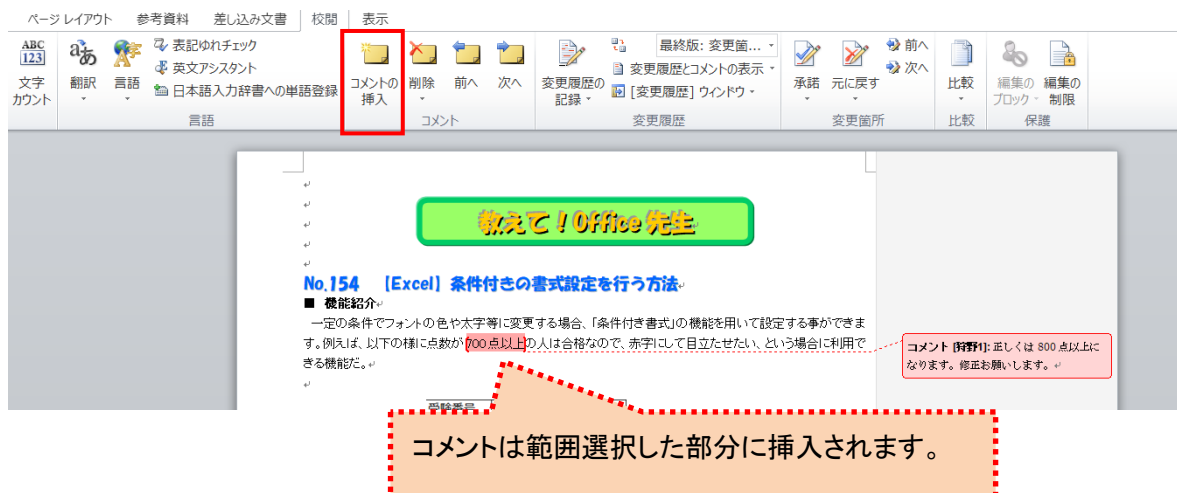 ページ レイアウト 参考資料 差し込み文書 校閲 表示
ABC 123 あ 表記ゆれチェック 最終版: 変更箇... 前へ
英文アシスタント 変更履歴とコメントの表示 次へ
文字カウント 翻訳 言語 日本語入力辞書への単語登録 コメントの挿入 削除 前へ 次へ 変更履歴の記録 [変更履歴] ウィンドウ 承諾 元に戻す 比較 編集のブロック 編集の制限
言語 コメント 変更履歴 変更箇所 比較 保護
教えて!Office 先生
No.154 【Excel】条件付きの書式設定を行う方法
■ 機能紹介
一定の条件でフォントの色や太字等に変更する場合、「条件付き書式」の機能を用いて設定する事ができま
す。例えば、以下の様に点数が 700 点以上の人は合格なので、赤字にして目立たせたい、という場合に利用で
きる機能だ。
コメント [狩野1]: 正しくは 800 点以上に
なります。修正お願いします。
受験番号
コメントは範囲選択した部分に挿入されます。